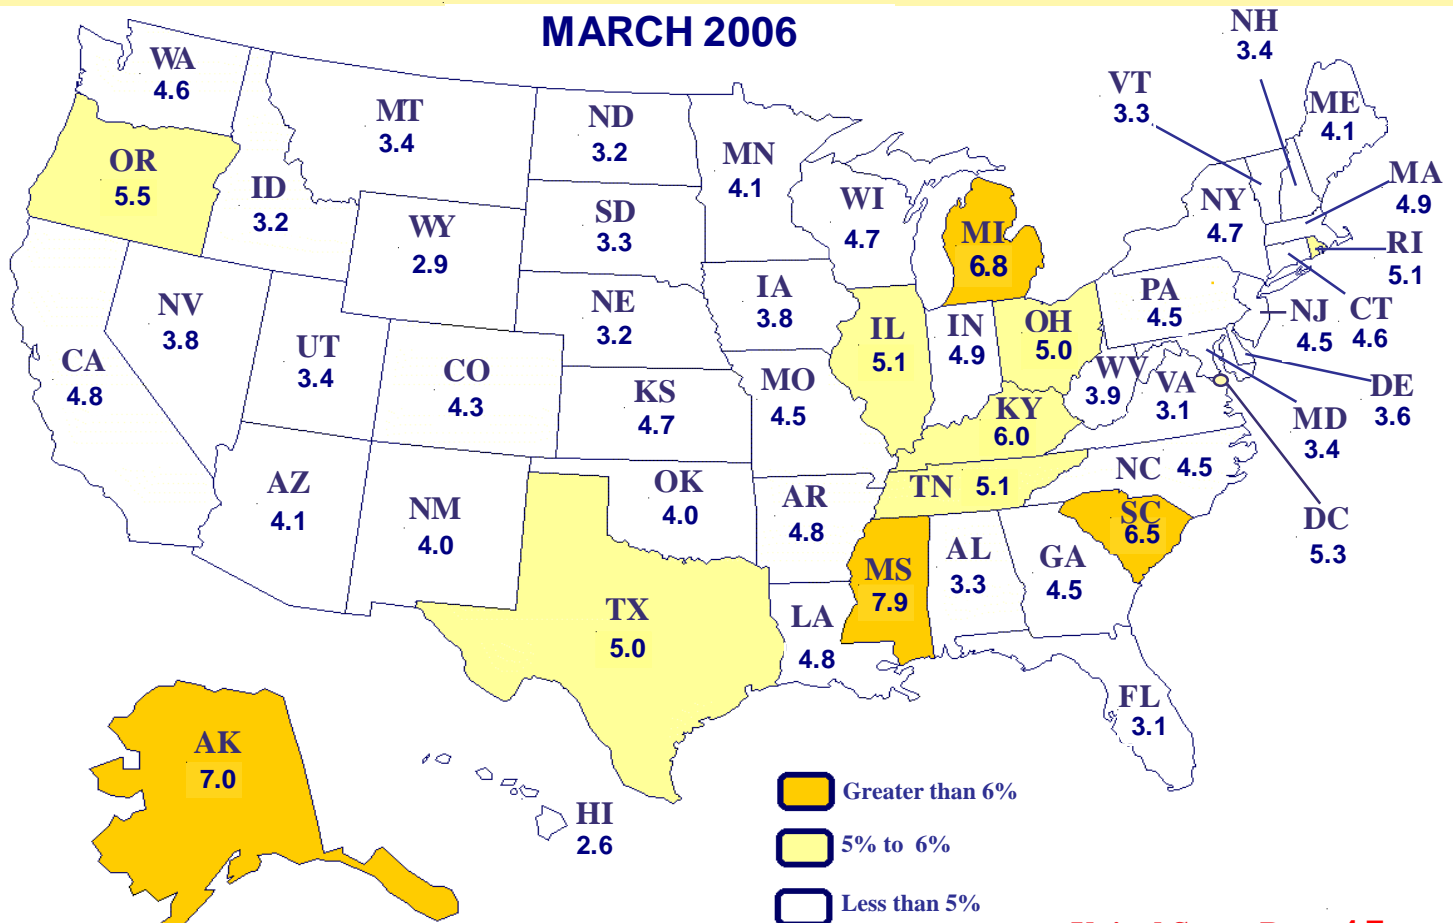 MARCH 2006
WA
4.6
OR
5.5
ID
3.2
MT
3.4
ND
3.2
SD
3.3
WY
2.9
NE
3.2
NV
3.8
UT
3.4
CA
4.8
CO
4.3
KS
4.7
AZ
4.1
NM
4.0
OK
4.0
TX
5.0
MN
4.1
WI
4.7
IA
3.8
MO
4.5
AR
4.8
LA
4.8
MI
6.8
IL
5.1
IN
4.9
OH
5.0
KY
6.0
TN 5.1
MS
7.9
AL
3.3
GA
4.5
FL
3.1
SC
6.5
NC 4.5
WV
3.9
VA
3.1
PA
4.5
NY
4.7
VT
3.3
NH
3.4
ME
4.1
MA
4.9
RI
5.1
CT
4.6
NJ
4.5
DE
3.6
MD
3.4
DC
5.3
AK
7.0
HI
2.6
Greater than 6%
5% to 6%
Less than 5%